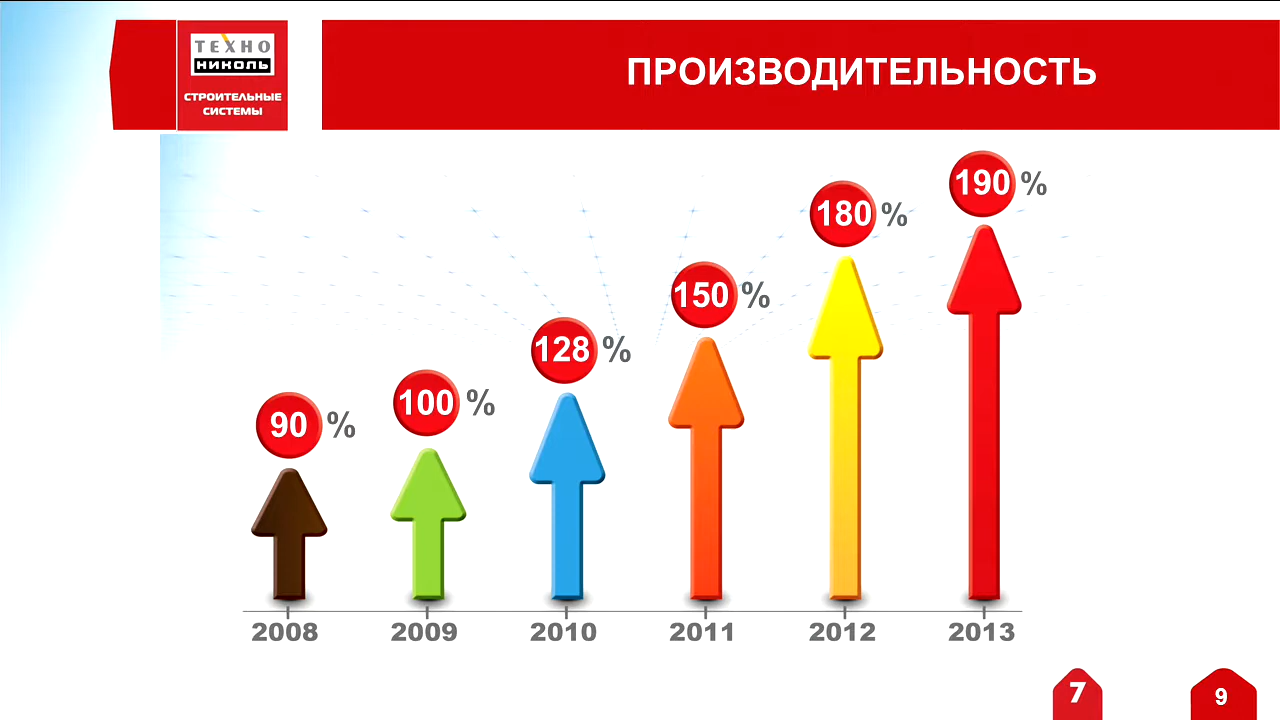 ТЕХНО
НИКОЛЬ
СТРОИТЕЛЬНЫЕ
СИСТЕМЫ
ПРОИЗВОДИТЕЛЬНОСТЬ
90 %
100 %
128 %
150 %
180 %
190 %
2008 2009 2010 2011 2012 2013
7 9